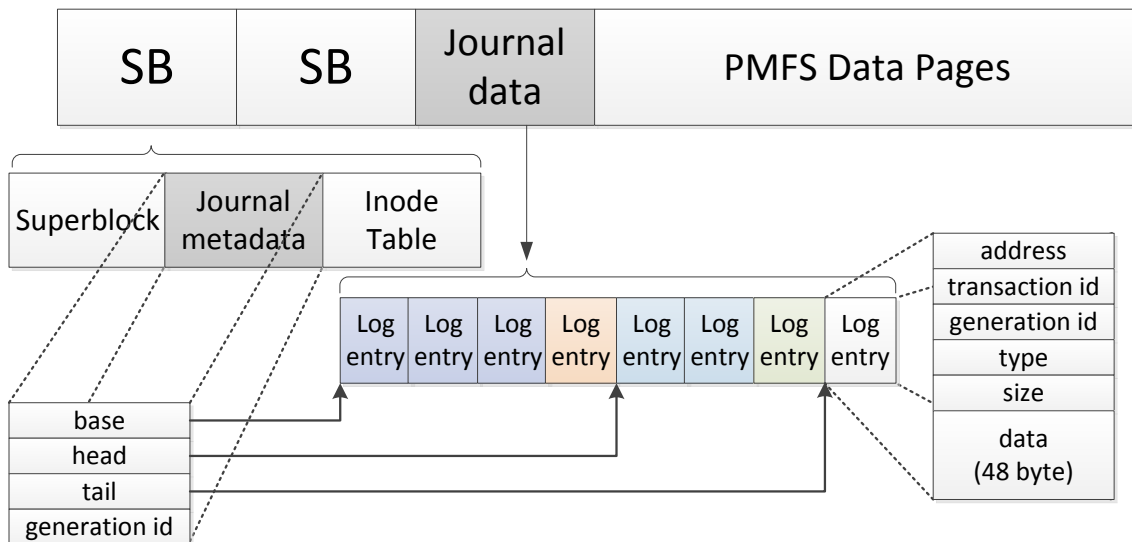 SB
SB
Journal
data
PMFS Data Pages
Superblock
Journal
metadata
Inode
Table
Log
entry
Log
entry
Log
entry
Log
entry
Log
entry
Log
entry
Log
entry
Log
entry
address
transaction id
generation id
type
size
data
(48 byte)
base
head
tail
generation id